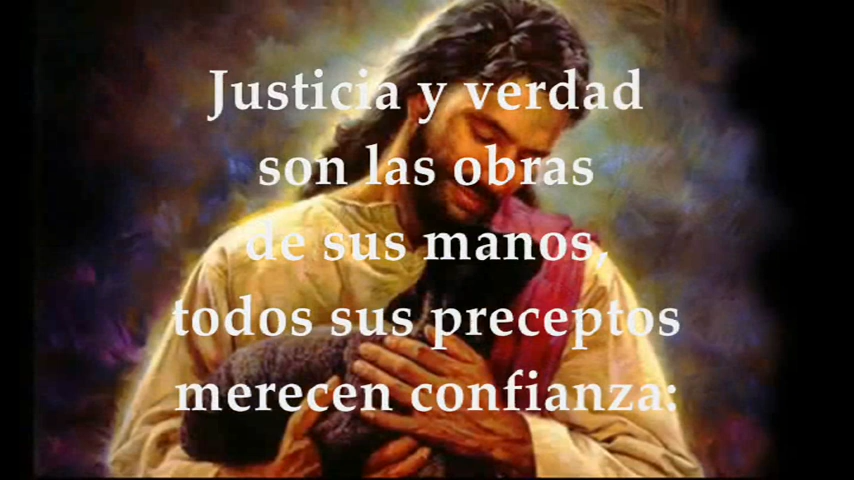 Justicia y verdad
son las obras
de sus manos,
todos sus preceptos
merecen confianza: